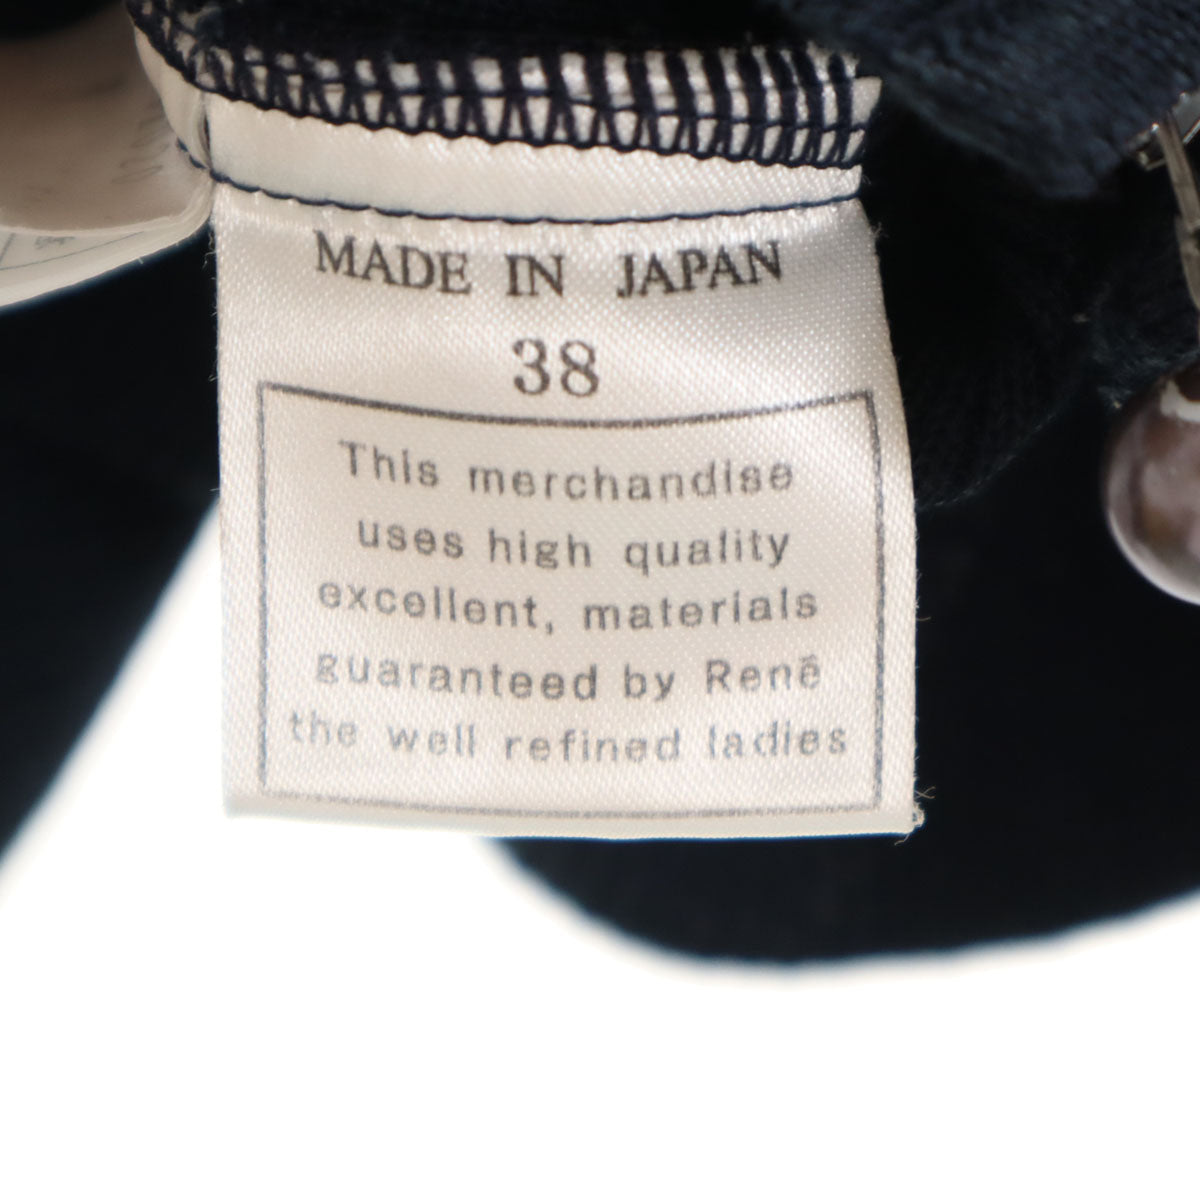 MADE IN JAPAN
38
This merchandise
uses high quality
excellent, materials
guaranteed by René
the well refined ladies